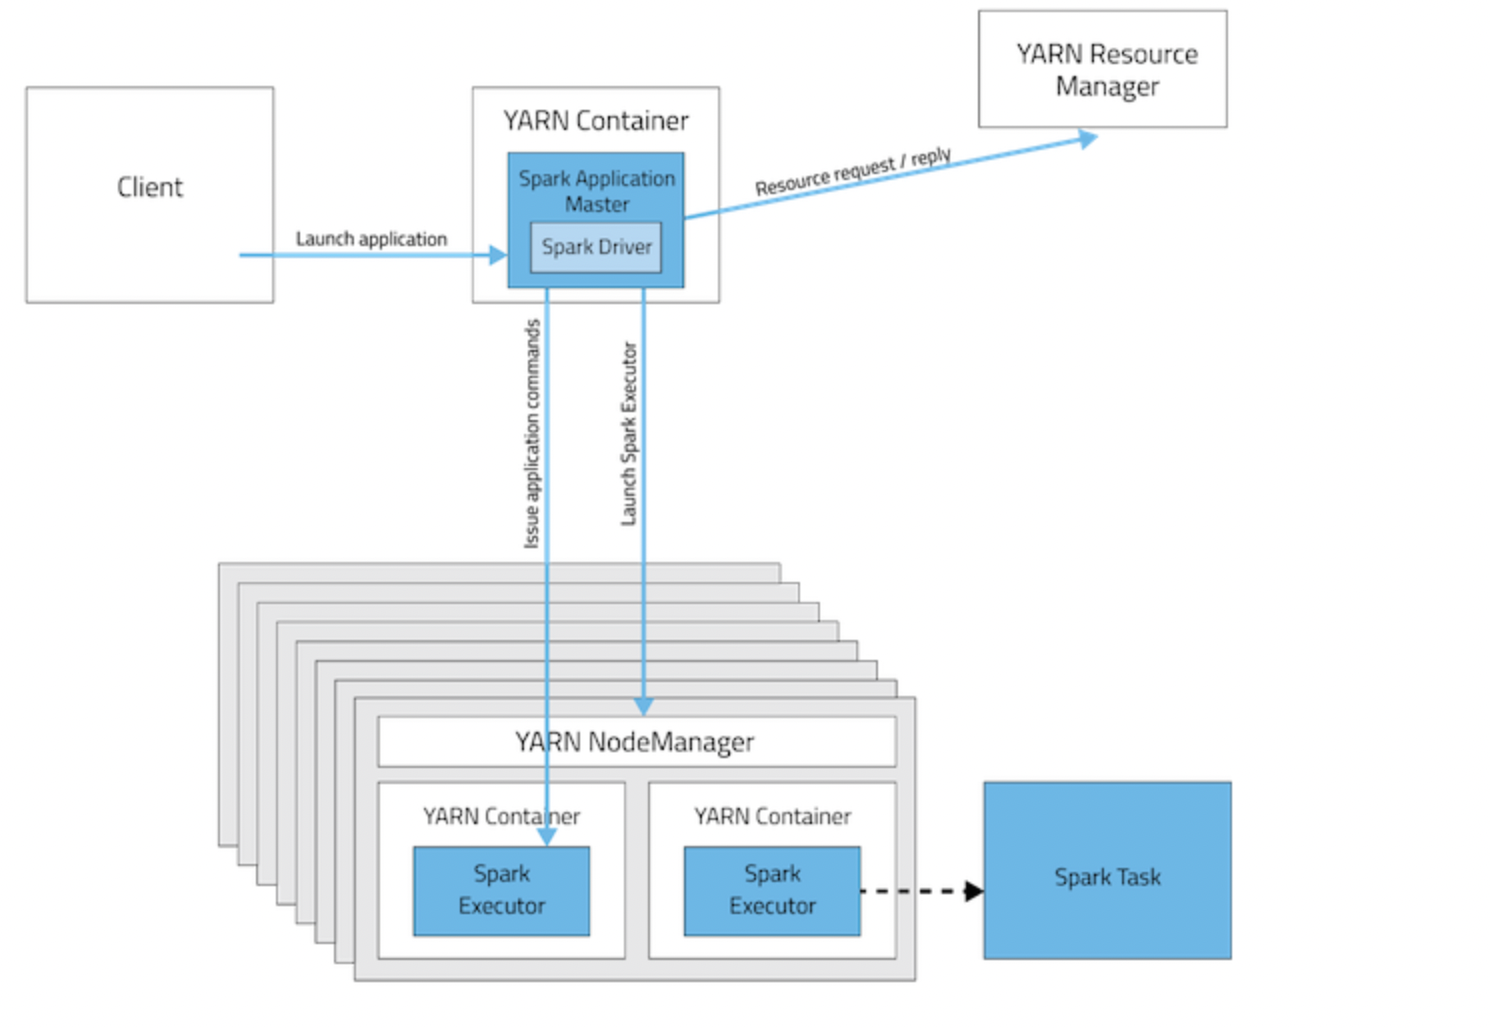 YARN Resource
Manager
YARN Container
Client
Spark Application
Master
Spark Driver
Resource request / reply
Launch application
Issue application commands
Launch Spark Executor
YARN NodeManager
YARN Container
YARN Container
Spark
Executor
Spark
Executor
Spark Task